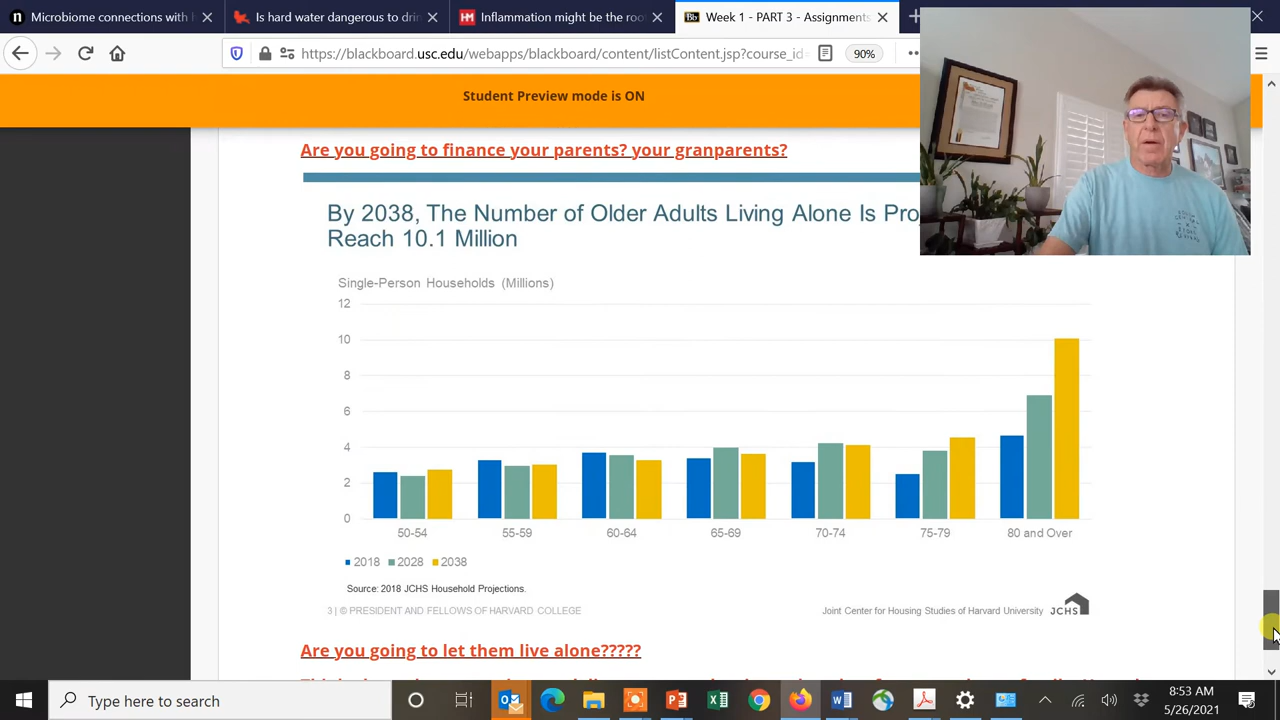 Microbiome connections with
Is hard water dangerous to drin
Inflammation might be the roo
Week 1 - PART 3 - Assignments
https://blackboard.usc.edu/webapps/blackboard/content/listContent.jsp?course_id=
90%
Student Preview mode is ON
Are you going to finance your parents? your granparents?
By 2038, The Number of Older Adults Living Alone Is Pro
Reach 10.1 Million
Single-Person Households (Millions)
12
10
8
6
4
2
0
50-54 55-59 60-64 65-69 70-74 75-79 80 and Over
2018 2028 2038
Source: 2018 JCHS Household Projections.
3 | © PRESIDENT AND FELLOWS OF HARVARD COLLEGE
Joint Center for Housing Studies of Harvard University JCHS
Are you going to let them live alone?????
Type here to search
8:53 AM
5/26/2021